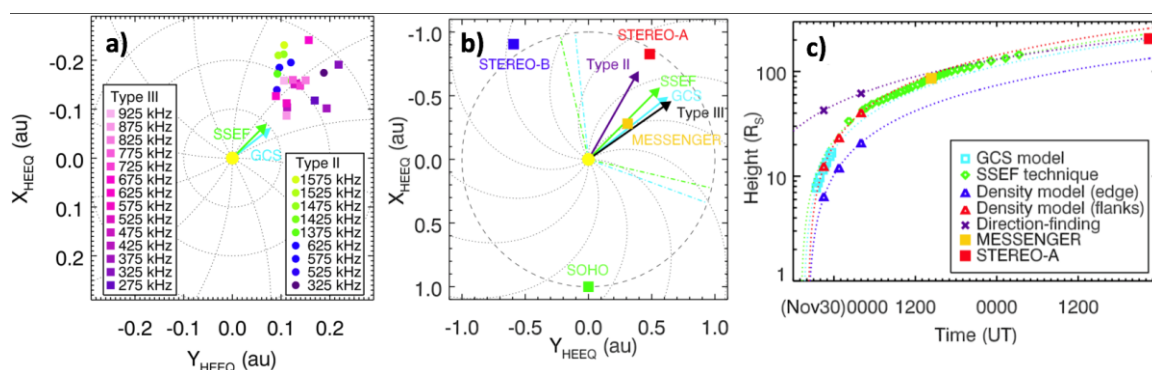 a)
X_HEEQ (au)
-0.2
-0.1
0.0
0.1
0.2
Type III
925 kHz
875 kHz
825 kHz
775 kHz
725 kHz
675 kHz
625 kHz
575 kHz
525 kHz
475 kHz
425 kHz
375 kHz
325 kHz
275 kHz
SSEF
GCS
Type II
1575 kHz
1525 kHz
1475 kHz
1425 kHz
1375 kHz
625 kHz
575 kHz
525 kHz
325 kHz
-0.2 -0.1 0.0 0.1 0.2
Y_HEEQ (au)
b)
X_HEEQ (au)
-1.0
-0.5
0.0
0.5
1.0
STEREO-B
STEREO-A
Type II
SSEF
GCS
Type III
MESSENGER
SOHO
-1.0 -0.5 0.0 0.5 1.0
Y_HEEQ (au)
c)
Height (R_S)
100
10
1
GCS model
SSEF technique
Density model (edge)
Density model (flanks)
Direction-finding
MESSENGER
STEREO-A
(Nov30)0000 1200 0000 1200
Time (UT)